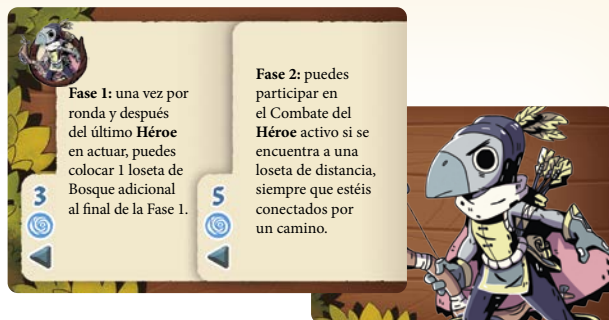 Fase 1: una vez por
ronda y después
del último Héroe
en actuar, puedes
colocar 1 loseta de
Bosque adicional
al final de la Fase 1.
3
Fase 2: puedes
participar en
el Combate del
Héroe activo si se
encuentra a una
loseta de distancia,
siempre que estéis
conectados por
un camino.
5